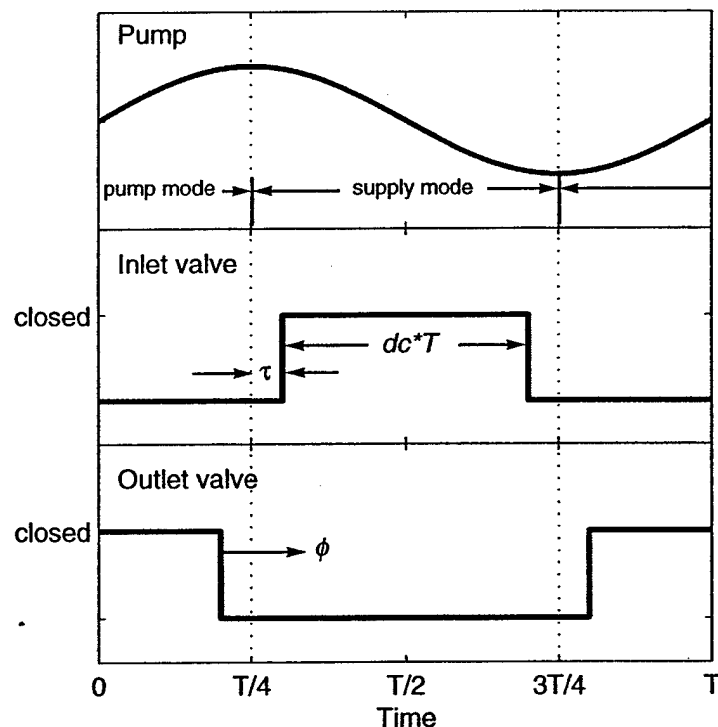 Pump
pump mode
supply mode
Inlet valve
closed
dc*T
τ
Outlet valve
closed
ϕ
0
T/4
T/2
3T/4
T
Time